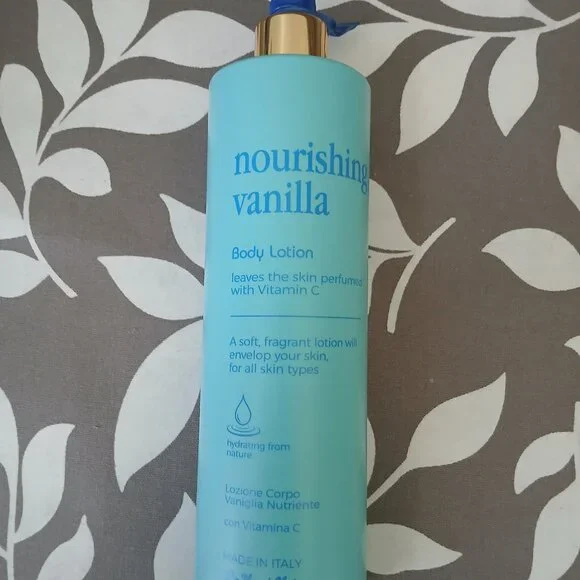 nourishing
vanilla
Body Lotion
leaves the skin perfumed
with Vitamin C
A soft, fragrant lotion will
envelop your skin,
for all skin types
hydrating from
nature
Lozione Corpo
Vaniglia Nutriente
con Vitamina C
MADE IN ITALY